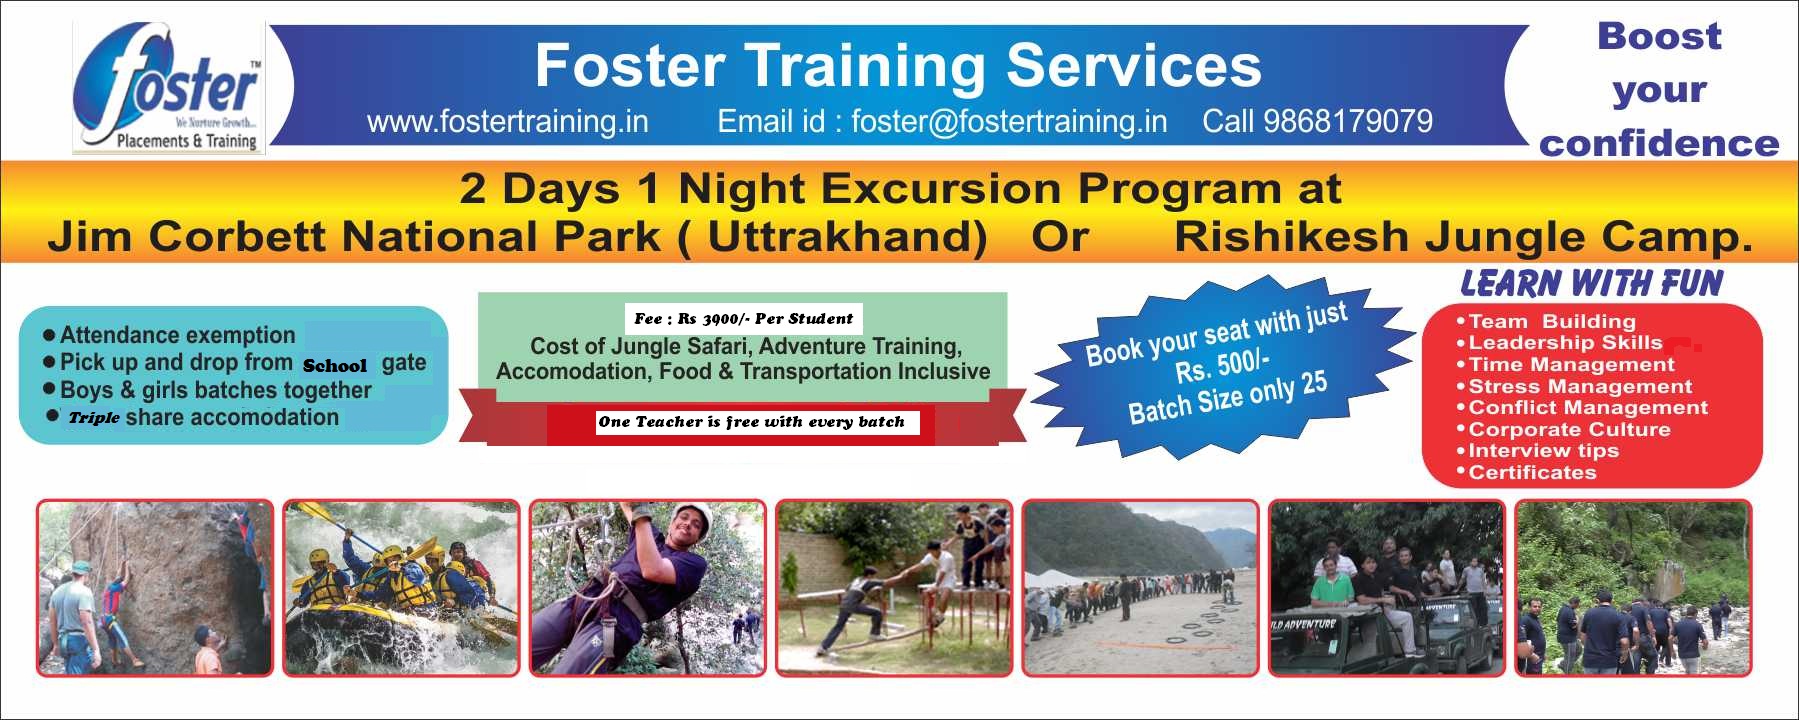 foster™
We Nurture Growth...
Placements & Training
Foster Training Services
www.fostertraining.in Email id : foster@fostertraining.in Call 9868179079
Boost
your
confidence
2 Days 1 Night Excursion Program at
Jim Corbett National Park ( Uttrakhand) Or Rishikesh Jungle Camp.
• Attendance exemption
• Pick up and drop from School gate
• Boys & girls batches together
• Triple share accomodation
Fee : Rs 3900/- Per Student
Cost of Jungle Safari, Adventure Training,
Accomodation, Food & Transportation Inclusive
One Teacher is free with every batch
Book your seat with just
Rs. 500/-
Batch Size only 25
LEARN WITH FUN
• Team Building
• Leadership Skills
• Time Management
• Stress Management
• Conflict Management
• Corporate Culture
• Interview tips
• Certificates
ILD ADVENTURE
ADVENTURE